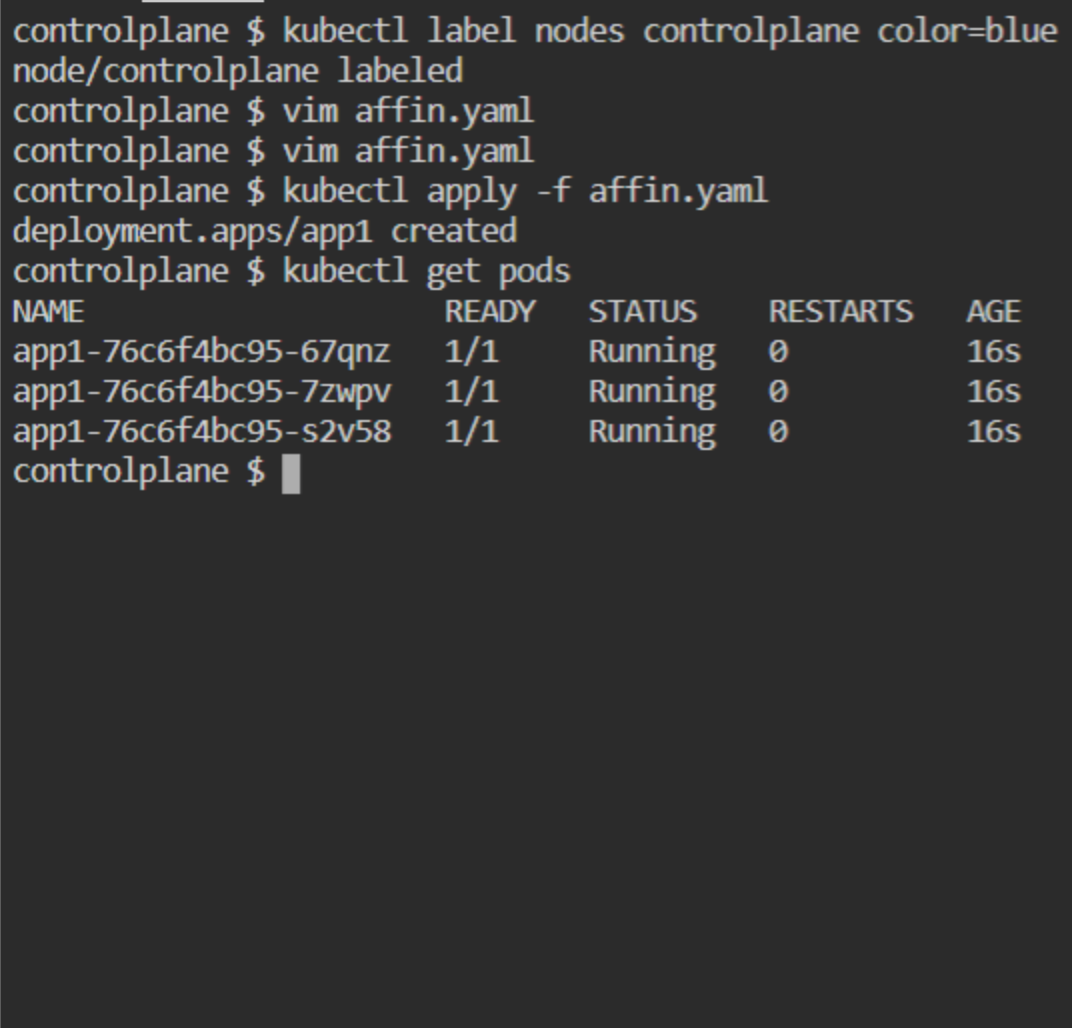 controlplane $ kubectl label nodes controlplane color=blue
node/controlplane labeled
controlplane $ vim affin.yaml
controlplane $ vim affin.yaml
controlplane $ kubectl apply -f affin.yaml
deployment.apps/app1 created
controlplane $ kubectl get pods
NAME                    READY   STATUS    RESTARTS   AGE
app1-76c6f4bc95-67qnz   1/1     Running   0          16s
app1-76c6f4bc95-7zwpv   1/1     Running   0          16s
app1-76c6f4bc95-s2v58   1/1     Running   0          16s
controlplane $